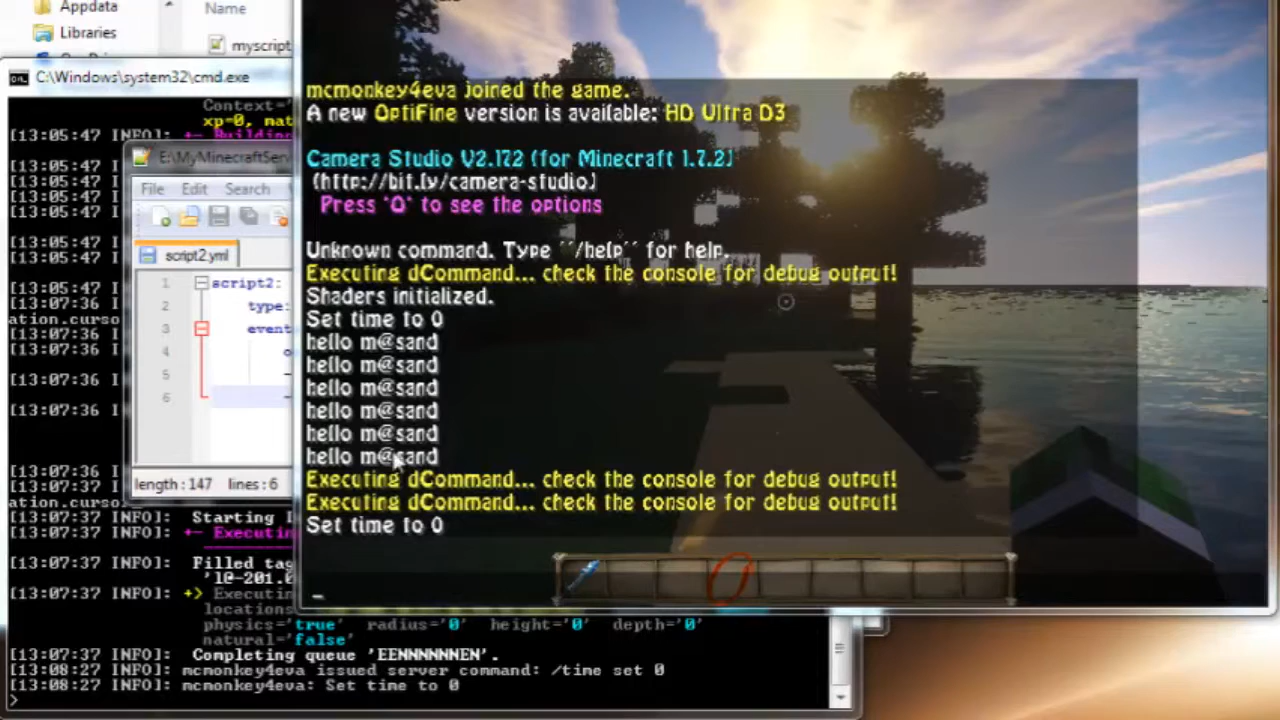 Appdata
Name
Libraries
myscript
C:\Windows\system32\cmd.exe
Context='
xp=0, mat
[13:05:47 INFO]: +- Building
[13:05:47 I
[13:05:47 I
[13:05:47 I
[13:05:47 I
[13:05:47 I
[13:05:47 I
[13:05:47 I
ation.curso
[13:07:36 I
[13:07:36 I
[13:07:36 I
[13:07:36 I
[13:07:36 I
[13:07:37 I
ation.curso
[13:07:37 INFO]: Starting I
[13:07:37 INFO]: +- Executin
[13:07:37 INFO]: Filled tag
'l@-201.0
[13:07:37 INFO]: +> Executin
locations
physics='true' radius='0' height='0' depth='0'
natural='false'
[13:07:37 INFO]: Completing queue 'EENNNNNNEN'.
[13:08:27 INFO]: mcmonkey4eva issued server command: /time set 0
[13:08:27 INFO]: mcmonkey4eva: Set time to 0
>
E:\MyMinecraftServ
File Edit Search
script2.yml
1 script2:
2 type:
3 event
4 o
5 -
6 -
length : 147 lines : 6
mcmonkey4eva joined the game.
A new OptiFine version is available: HD Ultra D3
Camera Studio V2.172 (for Minecraft 1.7.2)
(http://bit.ly/camera-studio)
Press 'O' to see the options
Unknown command. Type "/help" for help.
Executing dCommand... check the console for debug output!
Shaders initialized.
Set time to 0
hello m@sand
hello m@sand
hello m@sand
hello m@sand
hello m@sand
hello m@sand
Executing dCommand... check the console for debug output!
Executing dCommand... check the console for debug output!
Set time to 0
_